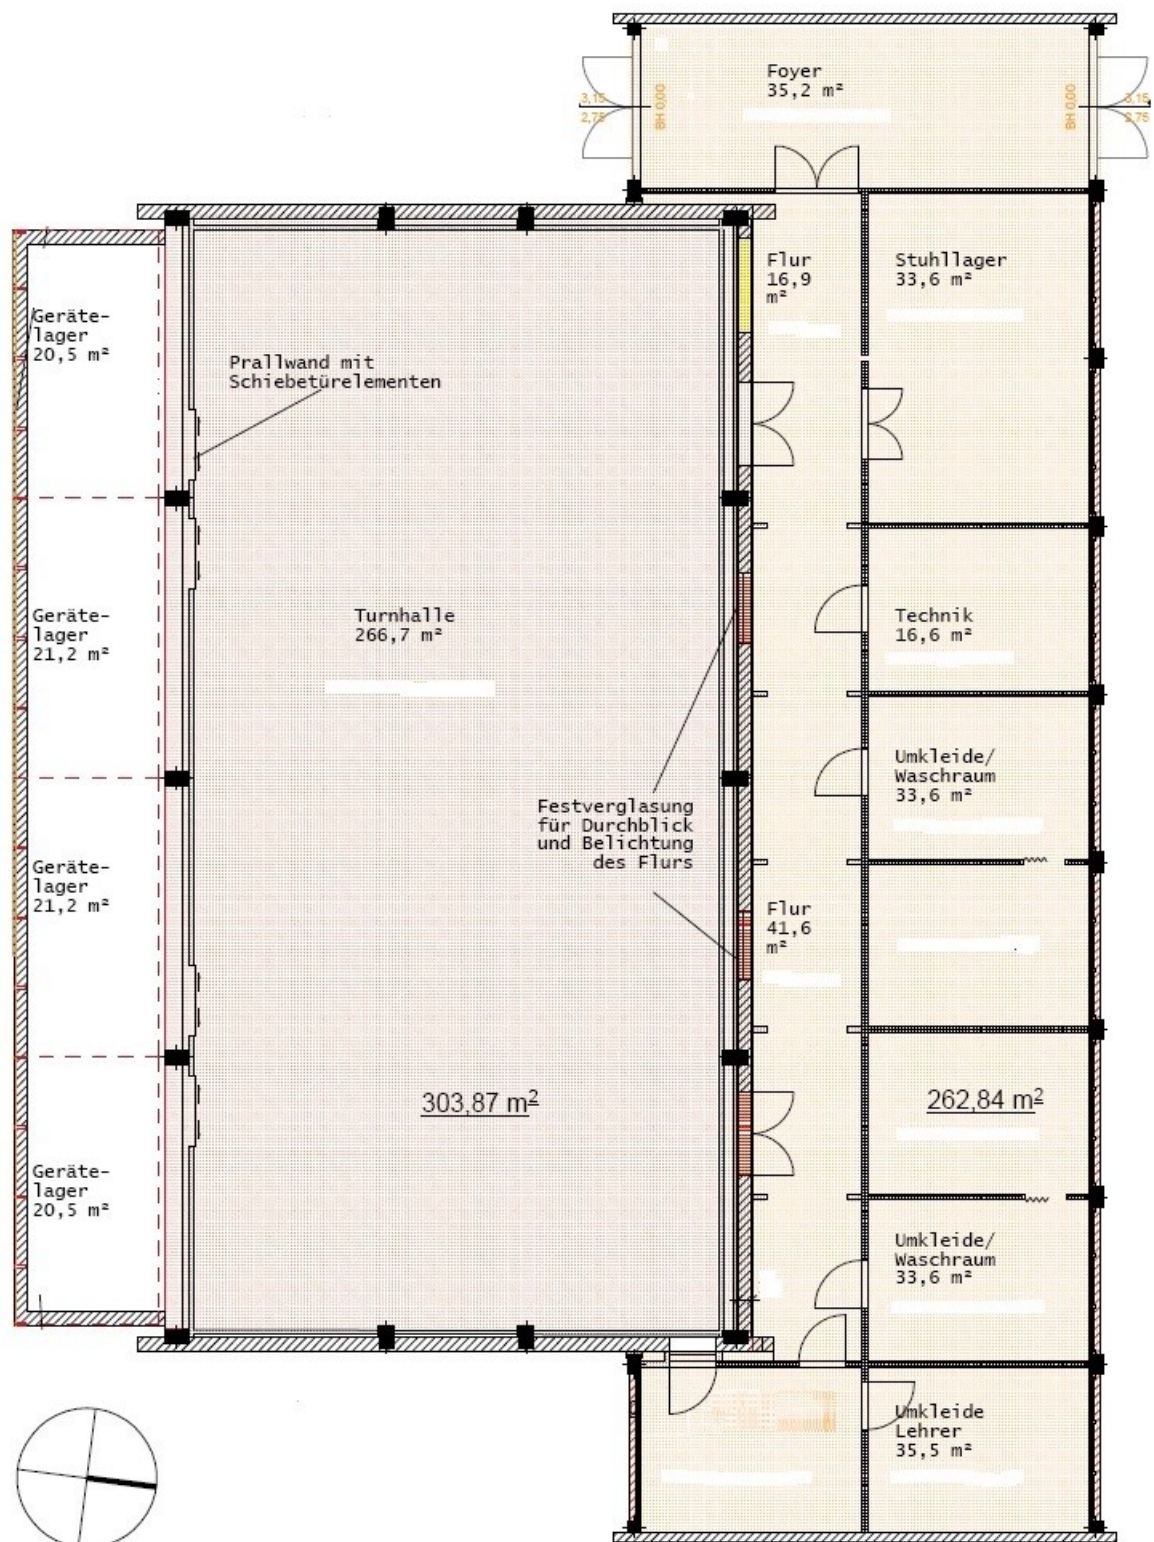 Foyer
35,2 m²
3,15
2,75
BH 0,00
BH 0,00
3,15
2,75
Flur
16,9
m²
Stuhllager
33,6 m²
Geräte-
lager
20,5 m²
Prallwand mit
Schiebetürelementen
Geräte-
lager
21,2 m²
Turnhalle
266,7 m²
Technik
16,6 m²
Umkleide/
Waschraum
33,6 m²
Festverglasung
für Durchblick
und Belichtung
des Flurs
Geräte-
lager
21,2 m²
Flur
41,6
m²
303,87 m²
262,84 m²
Geräte-
lager
20,5 m²
Umkleide/
Waschraum
33,6 m²
Umkleide
Lehrer
35,5 m²